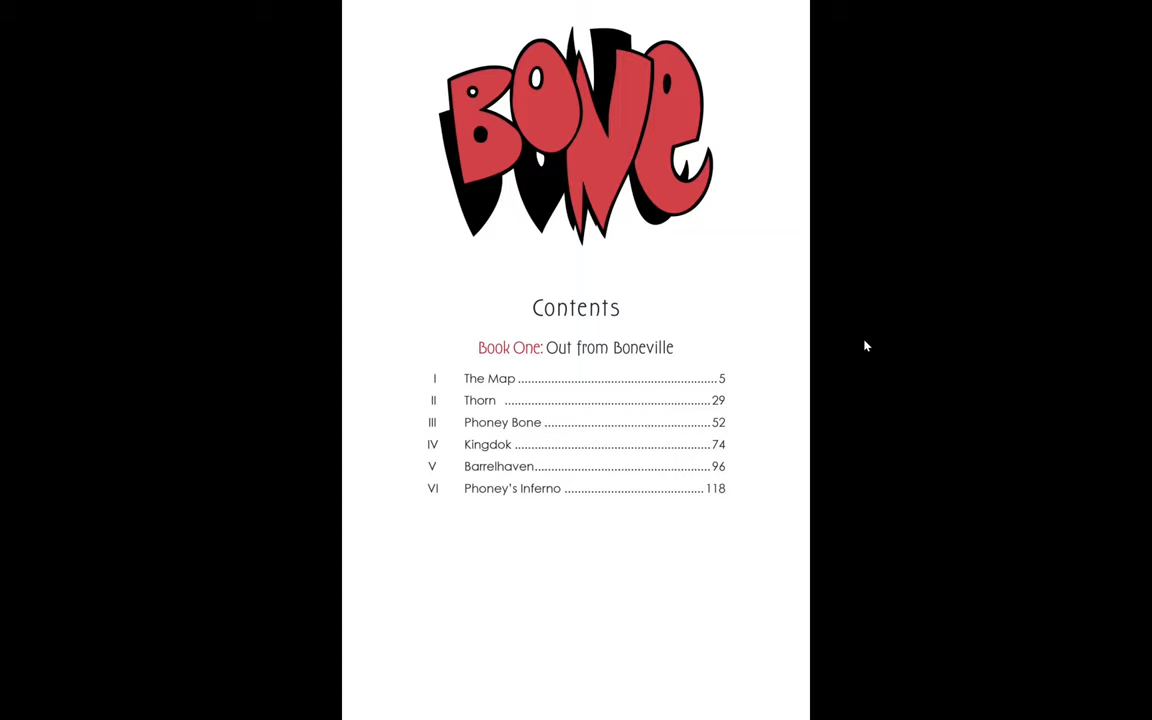 BONE
Contents
Book One: Out from Boneville
I The Map 5
II Thorn 29
III Phoney Bone 52
IV Kingdok 74
V Barrelhaven 96
VI Phoney's Inferno 118